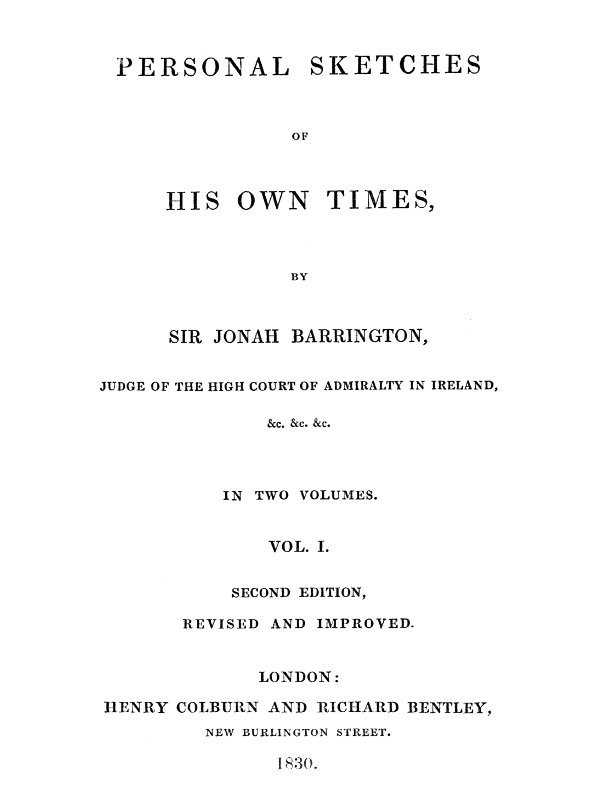 PERSONAL SKETCHES
OF
HIS OWN TIMES,
BY
SIR JONAH BARRINGTON,
JUDGE OF THE HIGH COURT OF ADMIRALTY IN IRELAND,
&c. &c. &c.
IN TWO VOLUMES.
VOL. I.
SECOND EDITION,
REVISED AND IMPROVED.
LONDON:
HENRY COLBURN AND RICHARD BENTLEY,
NEW BURLINGTON STREET.
1830.